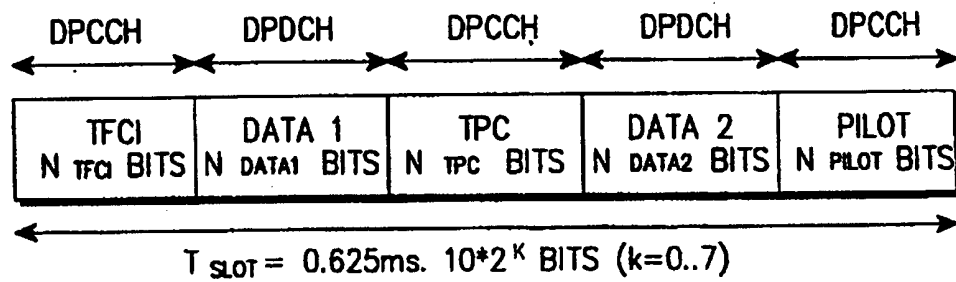 DPCCH DPDCH DPCCH DPDCH DPCCH
TFCI DATA 1 TPC DATA 2 PILOT
N TFCI BITS N DATA1 BITS N TPC BITS N DATA2 BITS N PILOT BITS
T SLOT = 0.625ms. 10*2 K BITS (k=0..7)